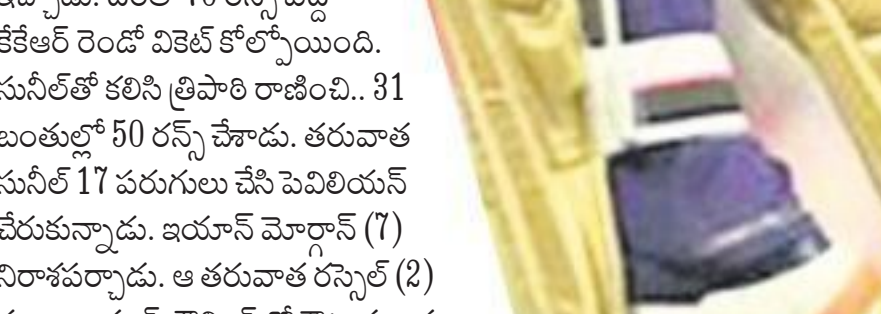 కేకేఆర్ రెండో వికెట్ కోల్పోయింది.
సునీల్‌తో కలిసి త్రిపాఠి రాణించి.. 31
బంతుల్లో 50 రన్స్ చేశాడు. తరువాత
సునీల్ 17 పరుగులు చేసి పెవిలియన్
చేరుకున్నాడు. ఇయాన్ మోర్గాన్ (7)
నిరాశపర్చాడు. ఆ తరువాత రస్సెల్ (2)